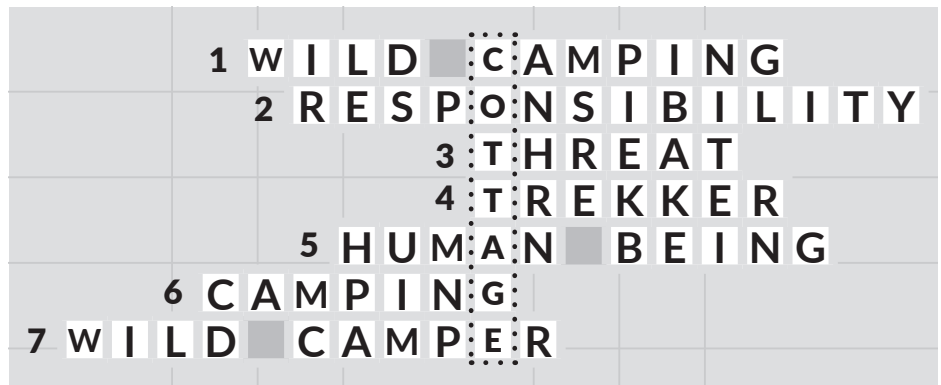 1 WILD CAMPING
2 RESPONSIBILITY
3 THREAT
4 TREKKER
5 HUMAN BEING
6 CAMPING
7 WILD CAMPER